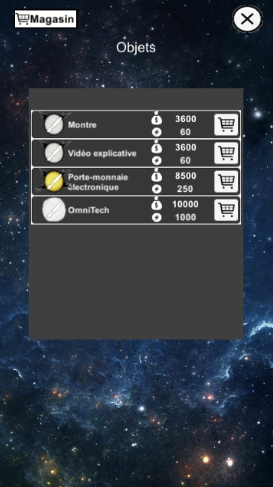 Magasin
Objets
Montre
3600
60
Vidéo explicative
3600
60
Porte-monnaie
électronique
8500
250
OmniTech
10000
1000